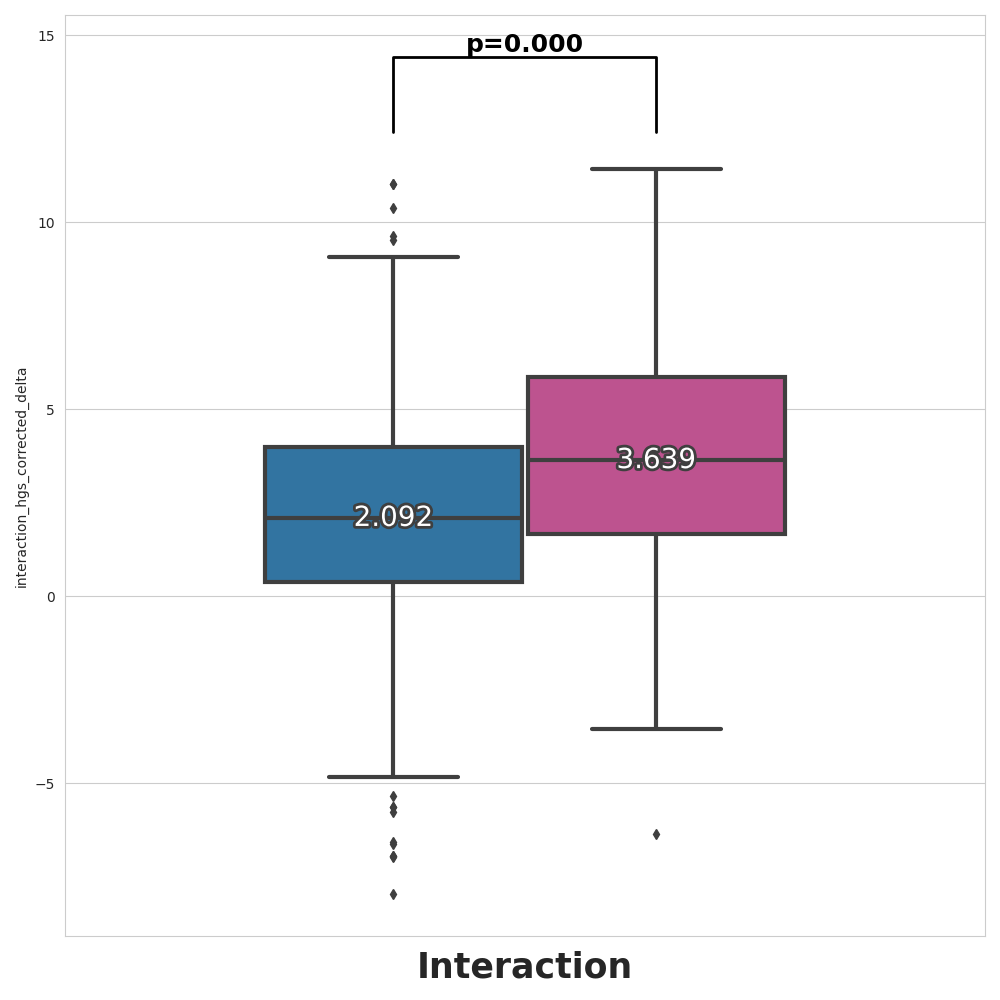 15
p=0.000
10
5
3.639
2.092
0
−5
interaction_hgs_corrected_delta
Interaction